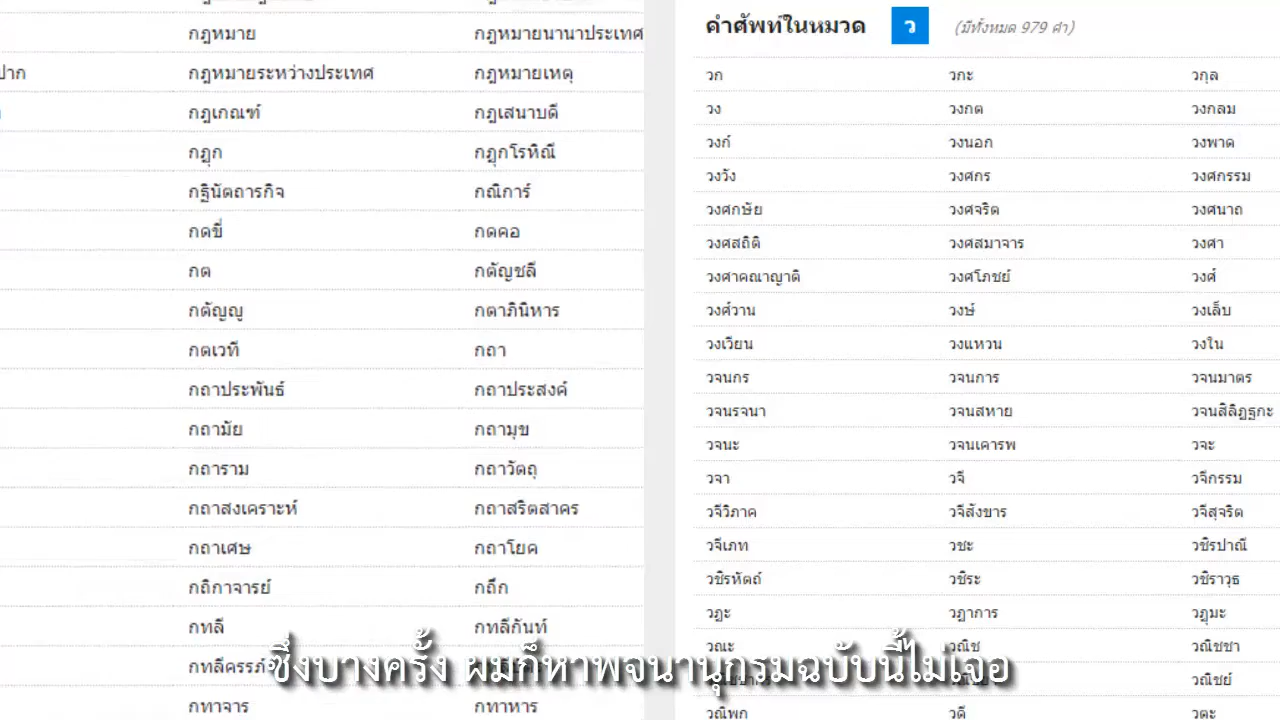 กฎหมาย กฎหมายนานาประเทศ
ปาก กฎหมายระหว่างประเทศ กฎหมายเหตุ
กฎเกณฑ์ กฎเสนาบดี
กฎุก กฎุกโรหิณี
กฐินัตถารกิจ กณิการ์
กดขี่ กดคอ
กต กตัญชลี
กตัญญู กตาภินิหาร
กตเวที กถา
กถาประพันธ์ กถาประสงค์
กถามัย กถามุข
กถาราม กถาวัตถุ
กถาสงเคราะห์ กถาสริตสาคร
กถาเศษ กถาโยค
กถิกาจารย์ กถึก
กทลี กทลีกันท์
กทลีครรภ์
กทาจาร กทาหาร
คำศัพท์ในหมวด ว (มีทั้งหมด 979 คำ)
วก วกะ วกุล
วง วงกต วงกลม
วงก์ วงนอก วงพาด
วงวัง วงศกร วงศกรรม
วงศกษัย วงศจริต วงศนาถ
วงศสถิติ วงศสมาจาร วงศา
วงศาคณาญาติ วงศโภชย์ วงศ์
วงศ์วาน วงษ์ วงเล็บ
วงเวียน วงแหวน วงใน
วจนกร วจนการ วจนมาตร
วจนรจนา วจนสหาย วจนสิลิฏฐกะ
วจนะ วจนเคารพ วจะ
วจา วจี วจีกรรม
วจีวิภาค วจีสังขาร วจีสุจริต
วจีเภท วชะ วชิรปาณี
วชิรหัตถ์ วชิระ วชิราวุธ
วฏะ วฏาการ วฏุมะ
วณะ วณิช วณิชชา
วณิชย์
วณิพก วดี วตะ
ซึ่งบางครั้ง ผมก็หาพจนานุกรมฉบับนี้ไม่เจอ